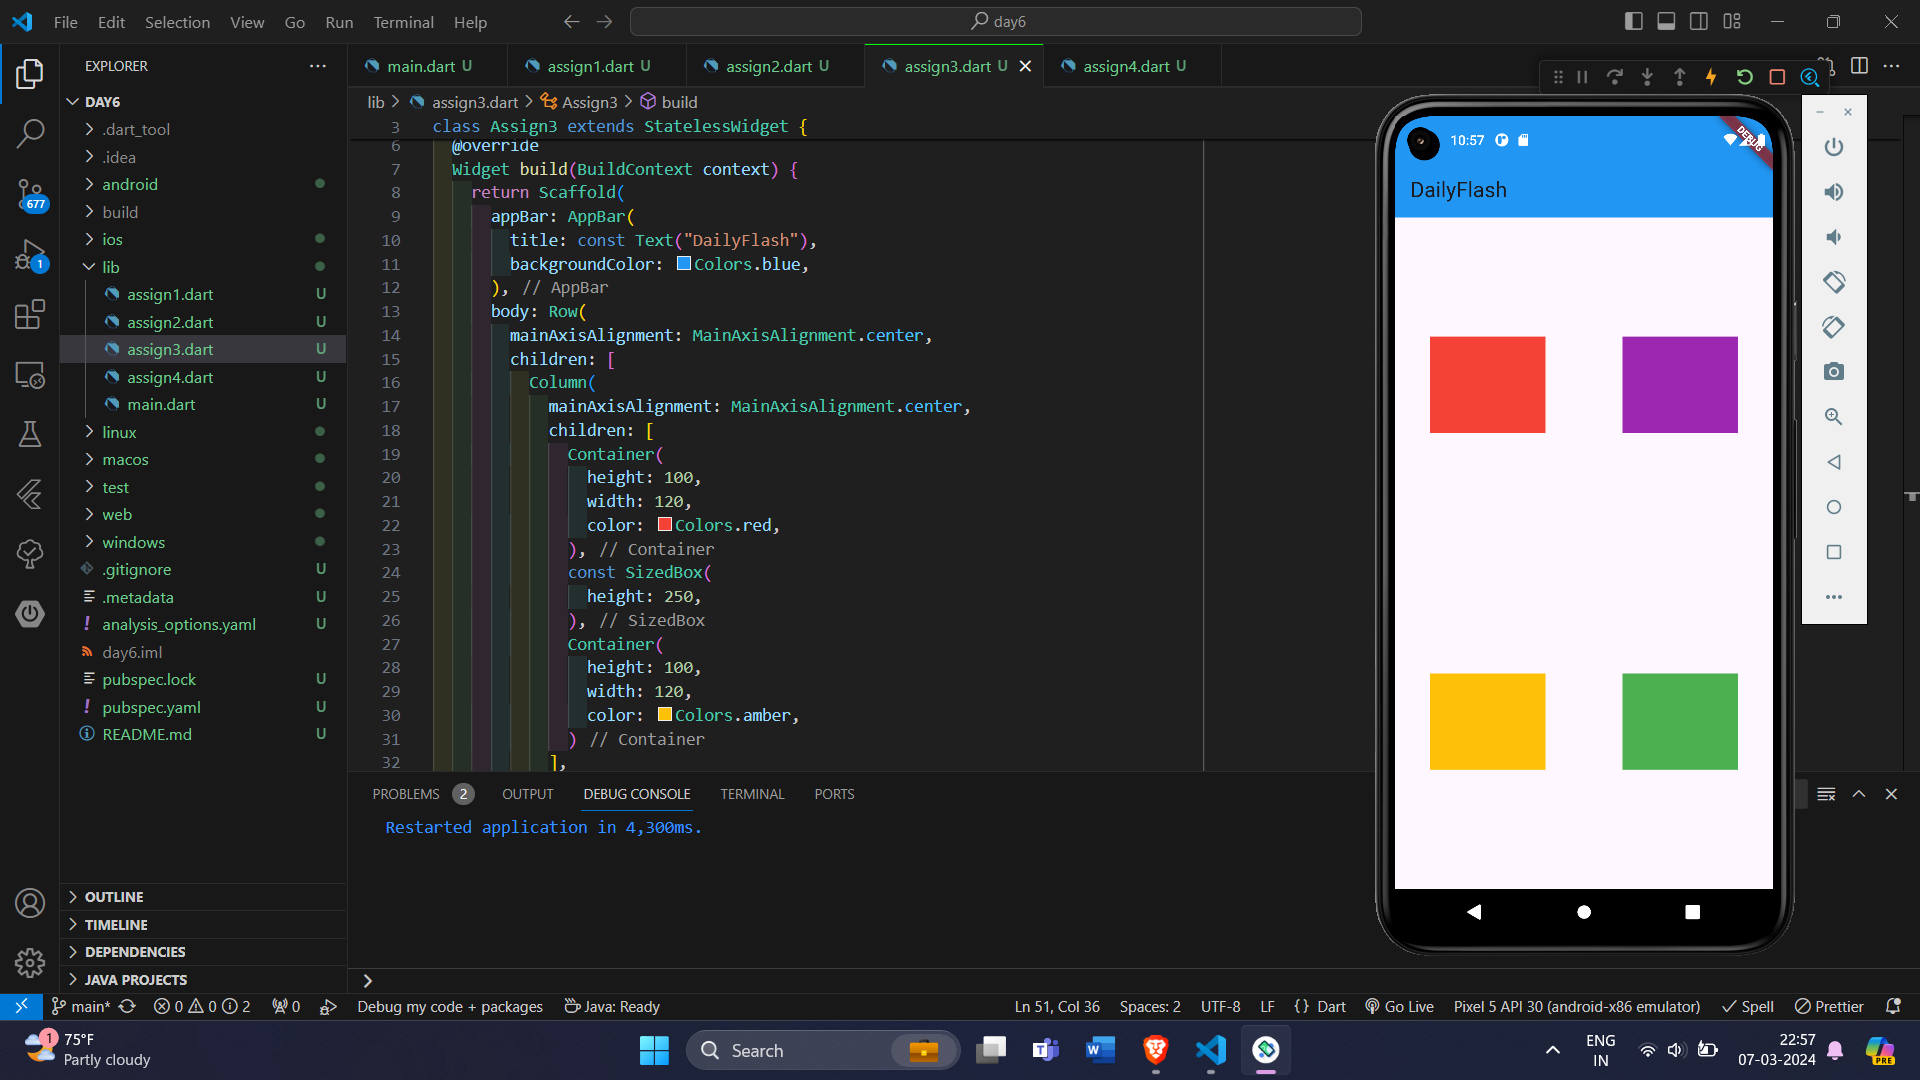 File Edit Selection View Go Run Terminal Help
day6
EXPLORER
main.dart U
assign1.dart U
assign2.dart U
assign3.dart U
assign4.dart U
DAY6
.dart_tool
.idea
android
build
ios
lib
assign1.dart U
assign2.dart U
assign3.dart U
assign4.dart U
main.dart U
linux
macos
test
web
windows
.gitignore U
.metadata U
analysis_options.yaml U
day6.iml
pubspec.lock U
pubspec.yaml U
README.md U
677
1
OUTLINE
TIMELINE
DEPENDENCIES
JAVA PROJECTS
lib > assign3.dart > Assign3 > build
3 class Assign3 extends StatelessWidget {
6 @override
7 Widget build(BuildContext context) {
8 return Scaffold(
9 appBar: AppBar(
10 title: const Text("DailyFlash"),
11 backgroundColor: Colors.blue,
12 ), // AppBar
13 body: Row(
14 mainAxisAlignment: MainAxisAlignment.center,
15 children: [
16 Column(
17 mainAxisAlignment: MainAxisAlignment.center,
18 children: [
19 Container(
20 height: 100,
21 width: 120,
22 color: Colors.red,
23 ), // Container
24 const SizedBox(
25 height: 250,
26 ), // SizedBox
27 Container(
28 height: 100,
29 width: 120,
30 color: Colors.amber,
31 ) // Container
32 ],
10:57
DEBUG
DailyFlash
PROBLEMS 2 OUTPUT DEBUG CONSOLE TERMINAL PORTS
Restarted application in 4,300ms.
main* 0 0 2 0 Debug my code + packages Java: Ready
Ln 51, Col 36 Spaces: 2 UTF-8 LF {} Dart Go Live Pixel 5 API 30 (android-x86 emulator) Spell Prettier
1
75°F
Partly cloudy
Search
ENG
IN
22:57
07-03-2024
PRE